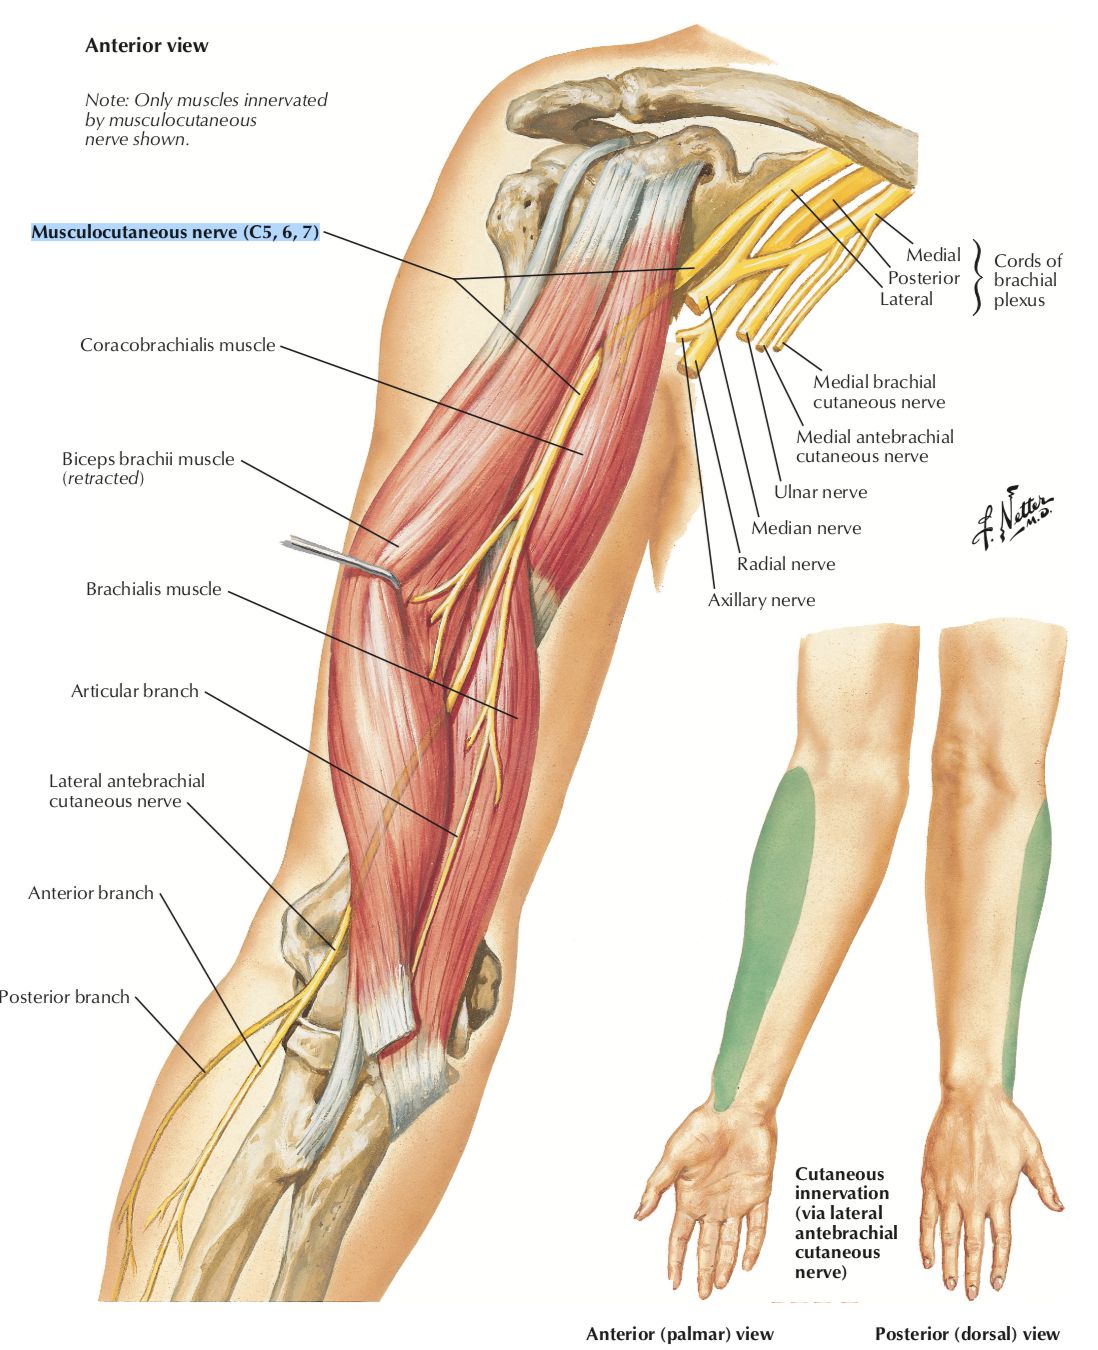 Anterior view
Note: Only muscles innervated
by musculocutaneous
nerve shown.
Musculocutaneous nerve (C5, 6, 7)
Medial
Posterior
Lateral
Cords of
brachial
plexus
Coracobrachialis muscle
Medial brachial
cutaneous nerve
Medial antebrachial
cutaneous nerve
Biceps brachii muscle
(retracted)
Ulnar nerve
Median nerve
Radial nerve
Axillary nerve
F. Netter
M.D.
Brachialis muscle
Articular branch
Lateral antebrachial
cutaneous nerve
Anterior branch
Posterior branch
Cutaneous
innervation
(via lateral
antebrachial
cutaneous
nerve)
Anterior (palmar) view
Posterior (dorsal) view